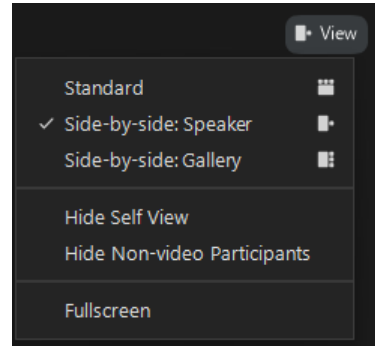 View
Standard
Side-by-side: Speaker
Side-by-side: Gallery
Hide Self View
Hide Non-video Participants
Fullscreen